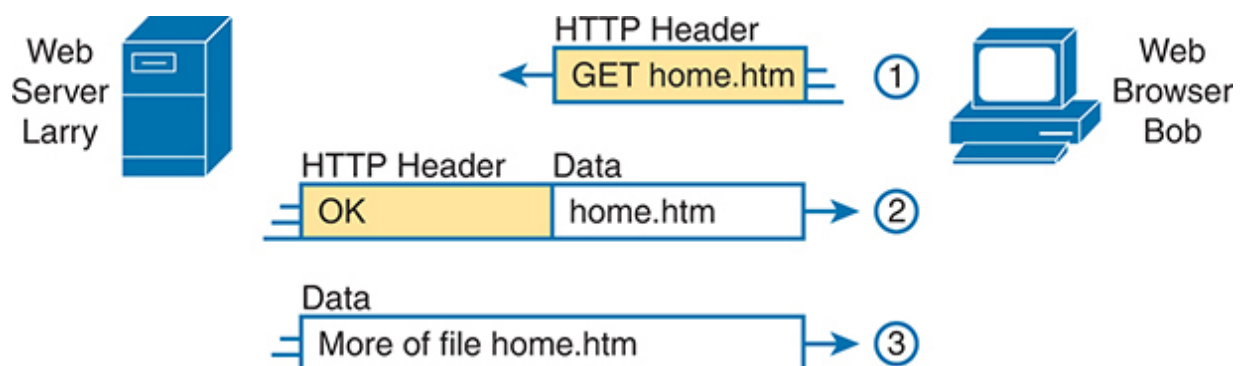 Web
Server
Larry
HTTP Header
GET home.htm
1
Web
Browser
Bob
HTTP Header Data
OK home.htm
2
Data
More of file home.htm
3